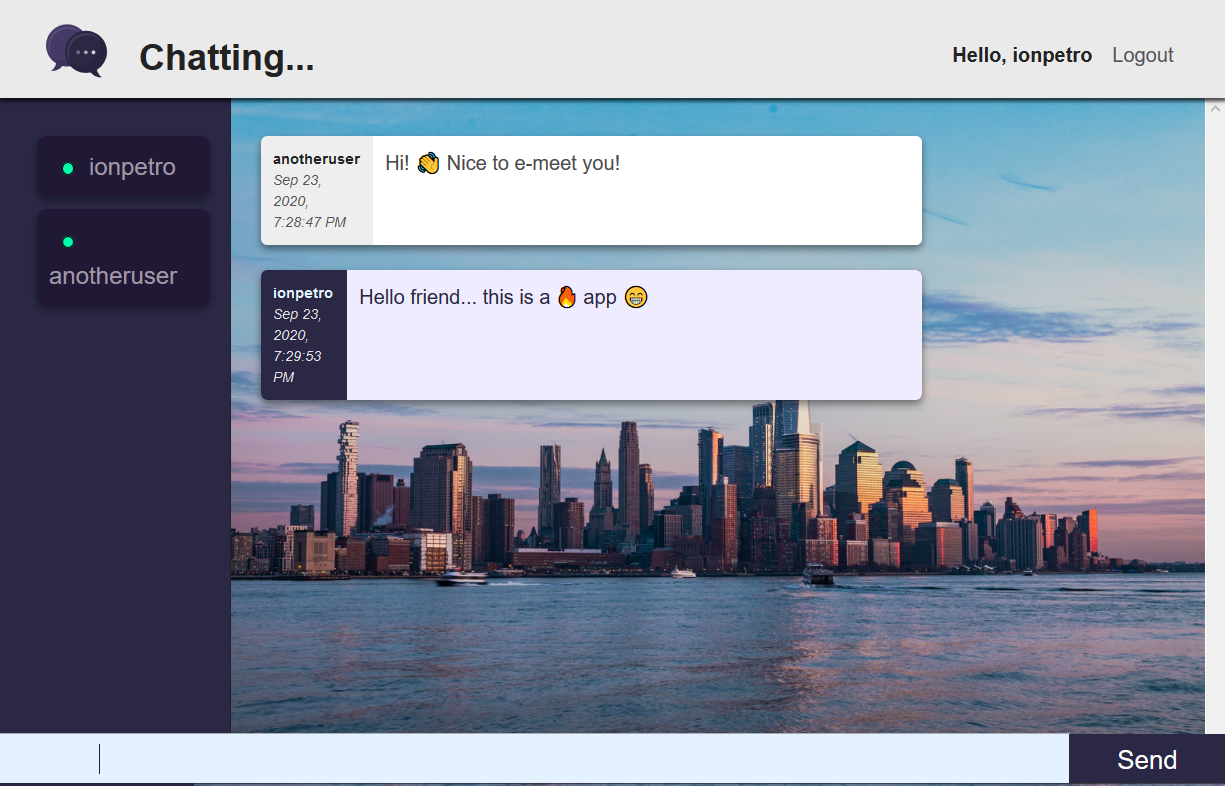 Chatting...
Hello, ionpetro Logout
ionpetro
anotheruser
anotheruser
Sep 23,
2020,
7:28:47 PM
Hi! 👏 Nice to e-meet you!
ionpetro
Sep 23,
2020,
7:29:53
PM
Hello friend... this is a 🔥 app 😁
Send